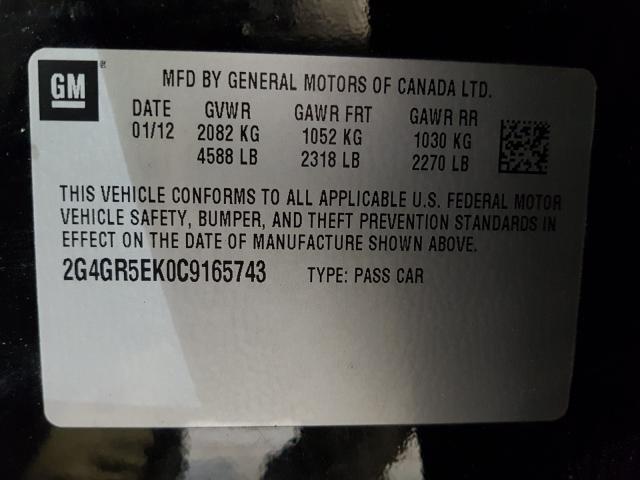 GM®
MFD BY GENERAL MOTORS OF CANADA LTD.
DATE GVWR GAWR FRT GAWR RR
01/12 2082 KG 1052 KG 1030 KG
4588 LB 2318 LB 2270 LB
THIS VEHICLE CONFORMS TO ALL APPLICABLE U.S. FEDERAL MOTOR
VEHICLE SAFETY, BUMPER, AND THEFT PREVENTION STANDARDS IN
EFFECT ON THE DATE OF MANUFACTURE SHOWN ABOVE.
2G4GR5EK0C9165743 TYPE: PASS CAR